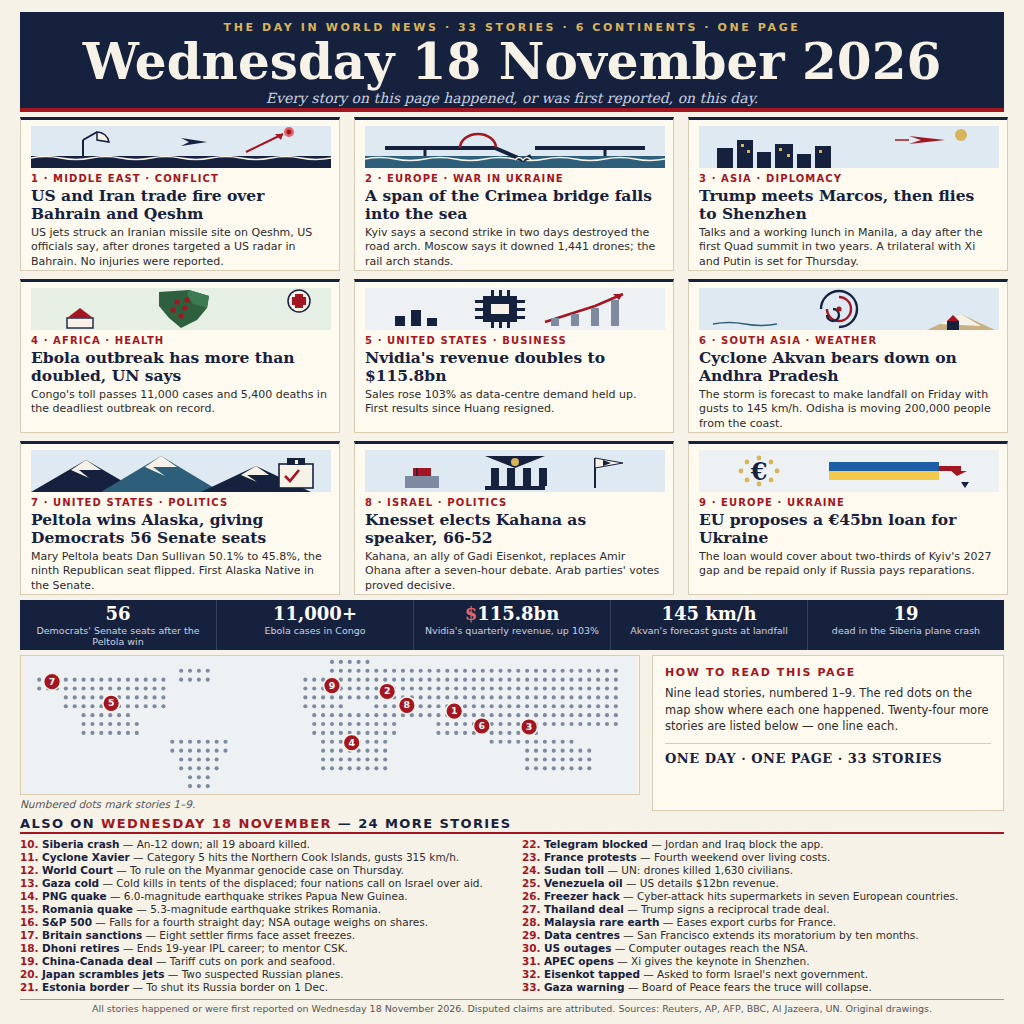 THE DAY IN WORLD NEWS · 33 STORIES · 6 CONTINENTS · ONE PAGE
Wednesday 18 November 2026
Every story on this page happened, or was first reported, on this day.
1 · MIDDLE EAST · CONFLICT
US and Iran trade fire over
Bahrain and Qeshm
US jets struck an Iranian missile site on Qeshm, US
officials say, after drones targeted a US radar in
Bahrain. No injuries were reported.
2 · EUROPE · WAR IN UKRAINE
A span of the Crimea bridge falls
into the sea
Kyiv says a second strike in two days destroyed the
road arch. Moscow says it downed 1,441 drones; the
rail arch stands.
3 · ASIA · DIPLOMACY
Trump meets Marcos, then flies
to Shenzhen
Talks and a working lunch in Manila, a day after the
first Quad summit in two years. A trilateral with Xi
and Putin is set for Thursday.
4 · AFRICA · HEALTH
Ebola outbreak has more than
doubled, UN says
Congo's toll passes 11,000 cases and 5,400 deaths in
the deadliest outbreak on record.
5 · UNITED STATES · BUSINESS
Nvidia's revenue doubles to
$115.8bn
Sales rose 103% as data-centre demand held up.
First results since Huang resigned.
6 · SOUTH ASIA · WEATHER
Cyclone Akvan bears down on
Andhra Pradesh
The storm is forecast to make landfall on Friday with
gusts to 145 km/h. Odisha is moving 200,000 people
from the coast.
7 · UNITED STATES · POLITICS
Peltola wins Alaska, giving
Democrats 56 Senate seats
Mary Peltola beats Dan Sullivan 50.1% to 45.8%, the
ninth Republican seat flipped. First Alaska Native in
the Senate.
8 · ISRAEL · POLITICS
Knesset elects Kahana as
speaker, 66-52
Kahana, an ally of Gadi Eisenkot, replaces Amir
Ohana after a seven-hour debate. Arab parties' votes
proved decisive.
€
9 · EUROPE · UKRAINE
EU proposes a €45bn loan for
Ukraine
The loan would cover about two-thirds of Kyiv's 2027
gap and be repaid only if Russia pays reparations.
56
Democrats' Senate seats after the
Peltola win
11,000+
Ebola cases in Congo
$115.8bn
Nvidia's quarterly revenue, up 103%
145 km/h
Akvan's forecast gusts at landfall
19
dead in the Siberia plane crash
7
5
9
2
8
1
6
3
4
Numbered dots mark stories 1–9.
HOW TO READ THIS PAGE
Nine lead stories, numbered 1–9. The red dots on the
map show where each one happened. Twenty-four more
stories are listed below — one line each.
ONE DAY · ONE PAGE · 33 STORIES
ALSO ON WEDNESDAY 18 NOVEMBER — 24 MORE STORIES
10. Siberia crash — An-12 down; all 19 aboard killed.
11. Cyclone Xavier — Category 5 hits the Northern Cook Islands, gusts 315 km/h.
12. World Court — To rule on the Myanmar genocide case on Thursday.
13. Gaza cold — Cold kills in tents of the displaced; four nations call on Israel over aid.
14. PNG quake — 6.0-magnitude earthquake strikes Papua New Guinea.
15. Romania quake — 5.3-magnitude earthquake strikes Romania.
16. S&P 500 — Falls for a fourth straight day; NSA outage weighs on shares.
17. Britain sanctions — Eight settler firms face asset freezes.
18. Dhoni retires — Ends 19-year IPL career; to mentor CSK.
19. China-Canada deal — Tariff cuts on pork and seafood.
20. Japan scrambles jets — Two suspected Russian planes.
21. Estonia border — To shut its Russia border on 1 Dec.
22. Telegram blocked — Jordan and Iraq block the app.
23. France protests — Fourth weekend over living costs.
24. Sudan toll — UN: drones killed 1,630 civilians.
25. Venezuela oil — US details $12bn revenue.
26. Freezer hack — Cyber-attack hits supermarkets in seven European countries.
27. Thailand deal — Trump signs a reciprocal trade deal.
28. Malaysia rare earth — Eases export curbs for France.
29. Data centres — San Francisco extends its moratorium by ten months.
30. US outages — Computer outages reach the NSA.
31. APEC opens — Xi gives the keynote in Shenzhen.
32. Eisenkot tapped — Asked to form Israel's next government.
33. Gaza warning — Board of Peace fears the truce will collapse.
All stories happened or were first reported on Wednesday 18 November 2026. Disputed claims are attributed. Sources: Reuters, AP, AFP, BBC, Al Jazeera, UN. Original drawings.